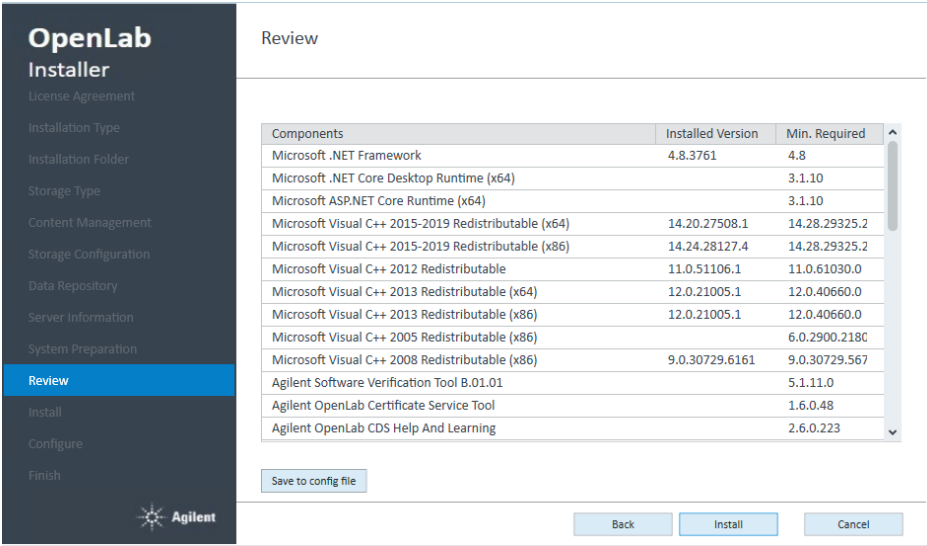 OpenLab
Installer
License Agreement
Installation Type
Installation Folder
Storage Type
Content Management
Storage Configuration
Data Repository
Server Information
System Preparation
Review
Install
Configure
Finish
Agilent
Review
Components Installed Version Min. Required
Microsoft .NET Framework 4.8.3761 4.8
Microsoft .NET Core Desktop Runtime (x64) 3.1.10
Microsoft ASP.NET Core Runtime (x64) 3.1.10
Microsoft Visual C++ 2015-2019 Redistributable (x64) 14.20.27508.1 14.28.29325.2
Microsoft Visual C++ 2015-2019 Redistributable (x86) 14.24.28127.4 14.28.29325.2
Microsoft Visual C++ 2012 Redistributable 11.0.51106.1 11.0.61030.0
Microsoft Visual C++ 2013 Redistributable (x64) 12.0.21005.1 12.0.40660.0
Microsoft Visual C++ 2013 Redistributable (x86) 12.0.21005.1 12.0.40660.0
Microsoft Visual C++ 2005 Redistributable (x86) 6.0.2900.2180
Microsoft Visual C++ 2008 Redistributable (x86) 9.0.30729.6161 9.0.30729.567
Agilent Software Verification Tool B.01.01 5.1.11.0
Agilent OpenLab Certificate Service Tool 1.6.0.48
Agilent OpenLab CDS Help And Learning 2.6.0.223
Save to config file
Back Install Cancel